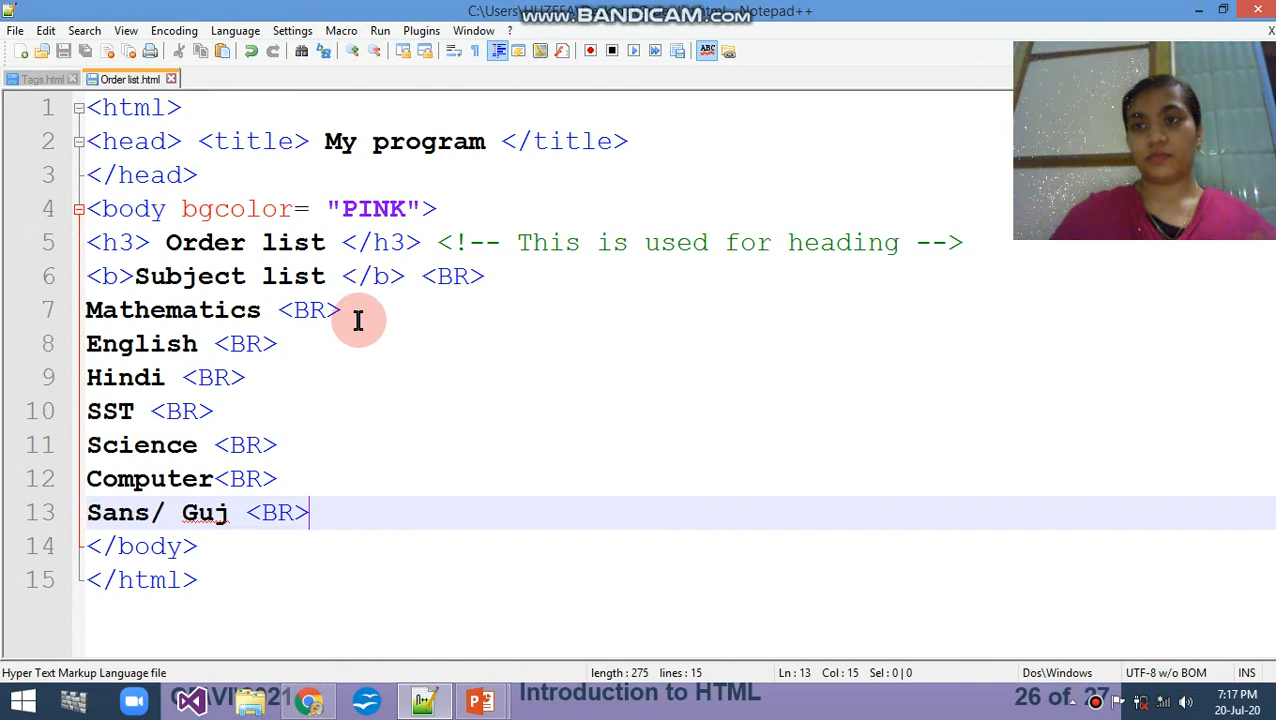 C:\Users\HUZEFA\
html - Notepad++
www.BANDICAM.com
File Edit Search View Encoding Language Settings Macro Run Plugins Window ? X
Tags.html Order list.html
1 <html>
2 <head> <title> My program </title>
3 </head>
4 <body bgcolor= "PINK">
5 <h3> Order list </h3> <!-- This is used for heading -->
6 <b>Subject list </b> <BR>
7 Mathematics <BR>
8 English <BR>
9 Hindi <BR>
10 SST <BR>
11 Science <BR>
12 Computer<BR>
13 Sans/ Guj <BR>
14 </body>
15 </html>
Hyper Text Markup Language file length : 275 lines : 15 Ln : 13 Col : 15 Sel : 0 | 0 Dos\Windows UTF-8 w/o BOM INS
2021 Introduction to HTML 26 of 27
7:17 PM
20-Jul-20